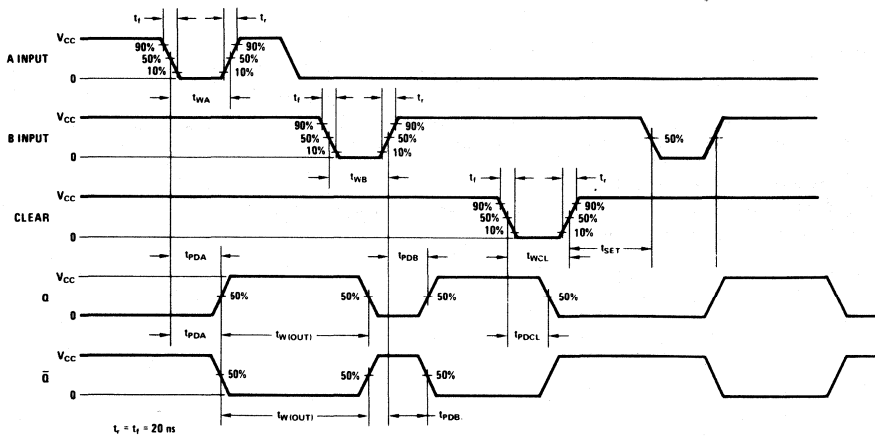 tf tr
VCC
90% 90%
A INPUT 50% 50%
10% 10%
0
tWA tf tr
VCC
90% 90%
B INPUT 50% 50% 50%
10% 10%
0
tWB tf tr
VCC
90% 90%
CLEAR 50% 50%
10% 10%
0
tPDA tPDB tWCL tSET
VCC
Q 50% 50% 50% 50%
0
tPDA tW(OUT) tPDCL
VCC
Q̅ 50% 50% 50%
0
tW(OUT) tPDB
tr = tf = 20 ns